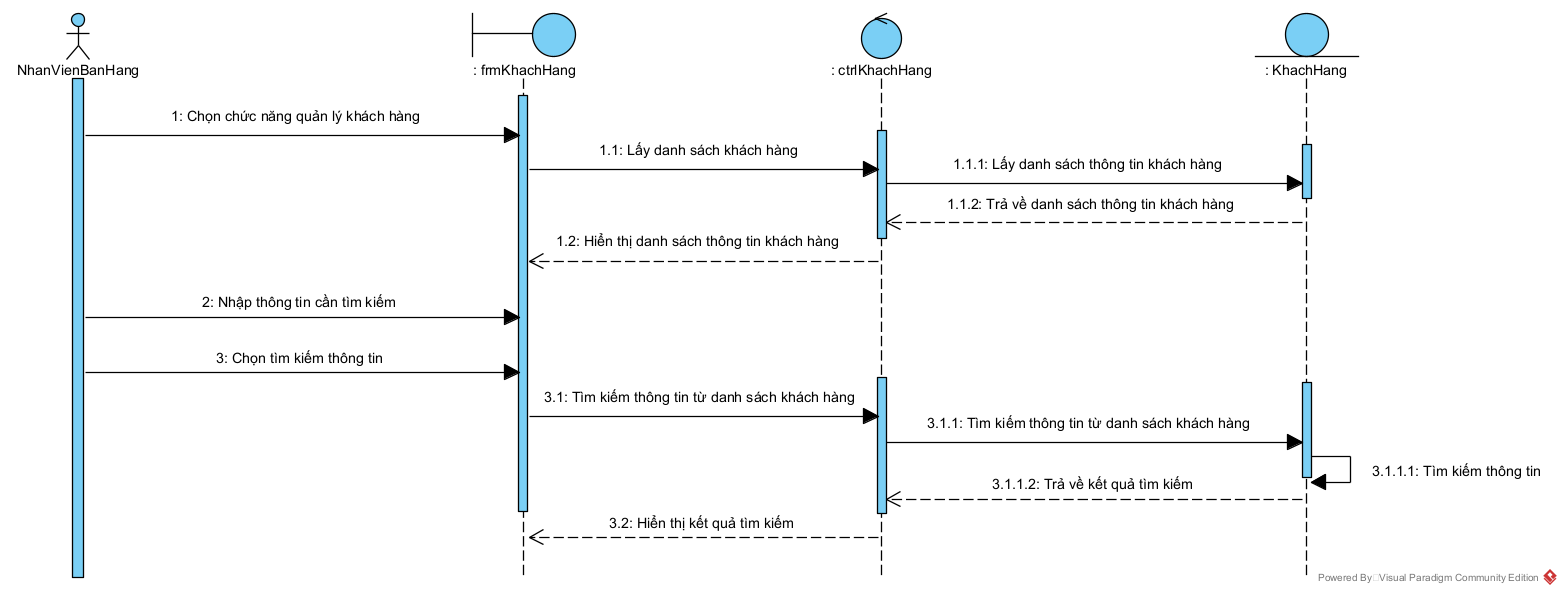 NhanVienBanHang
: frmKhachHang
: ctrlKhachHang
: KhachHang
1: Chọn chức năng quản lý khách hàng
1.1: Lấy danh sách khách hàng
1.1.1: Lấy danh sách thông tin khách hàng
1.1.2: Trả về danh sách thông tin khách hàng
1.2: Hiển thị danh sách thông tin khách hàng
2: Nhập thông tin cần tìm kiếm
3: Chọn tìm kiếm thông tin
3.1: Tìm kiếm thông tin từ danh sách khách hàng
3.1.1: Tìm kiếm thông tin từ danh sách khách hàng
3.1.1.1: Tìm kiếm thông tin
3.1.1.2: Trả về kết quả tìm kiếm
3.2: Hiển thị kết quả tìm kiếm
Powered By Visual Paradigm Community Edition